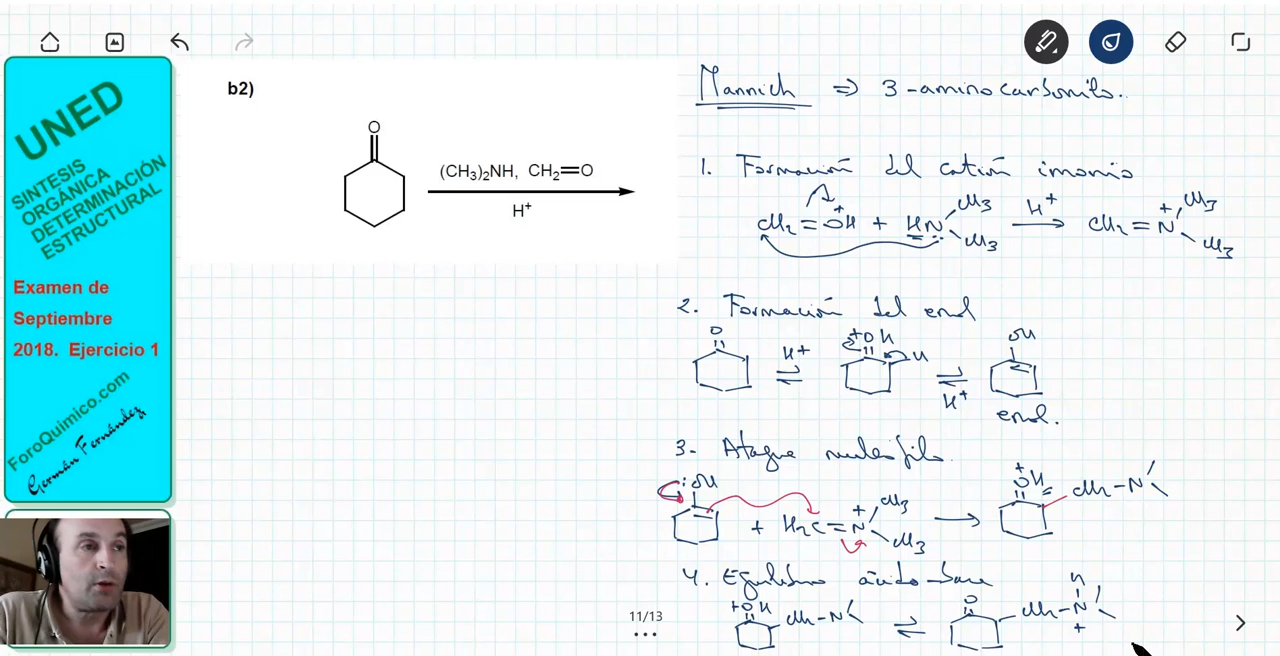 UNED
SINTESIS
ORGÁNICA
DETERMINACIÓN
ESTRUCTURAL
Examen de
Septiembre
2018. Ejercicio 1
ForoQuimico.com
Germán Fernández
b2)
O
(CH₃)₂NH, CH₂=O
H⁺
Mannich ⇒ 3-aminocarbonilo.
1. Formación del catión imonio
CH₂=OH⁺ + HN CH₃ CH₃ H⁺ → CH₂=N⁺ CH₃ CH₃
2. Formación del enol
O H⁺ ⇌ +OH H ⇌ H⁺ OH
enol.
3- Ataque nucleófilo.
:OH + H₂C=N⁺ CH₃ CH₃ → +OH CH₂-N
4. Equilibrio ácido-base
+OH CH₂-N ⇌ O CH₂-N H +
11/13